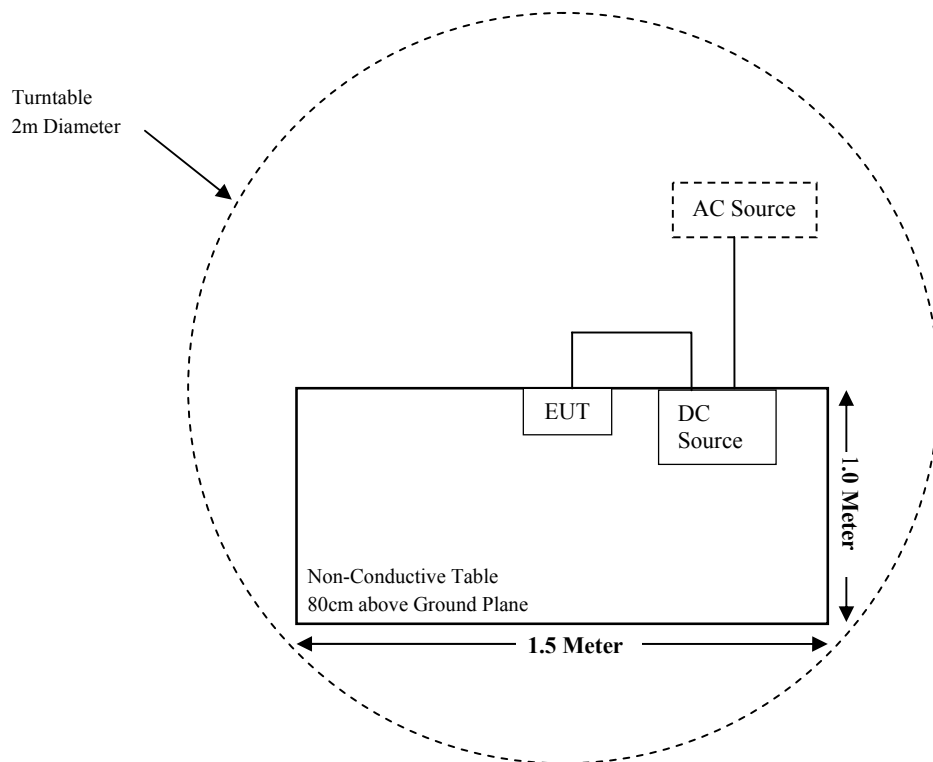 Turntable
2m Diameter
AC Source
EUT
DC
Source
1.0 Meter
Non-Conductive Table
80cm above Ground Plane
1.5 Meter